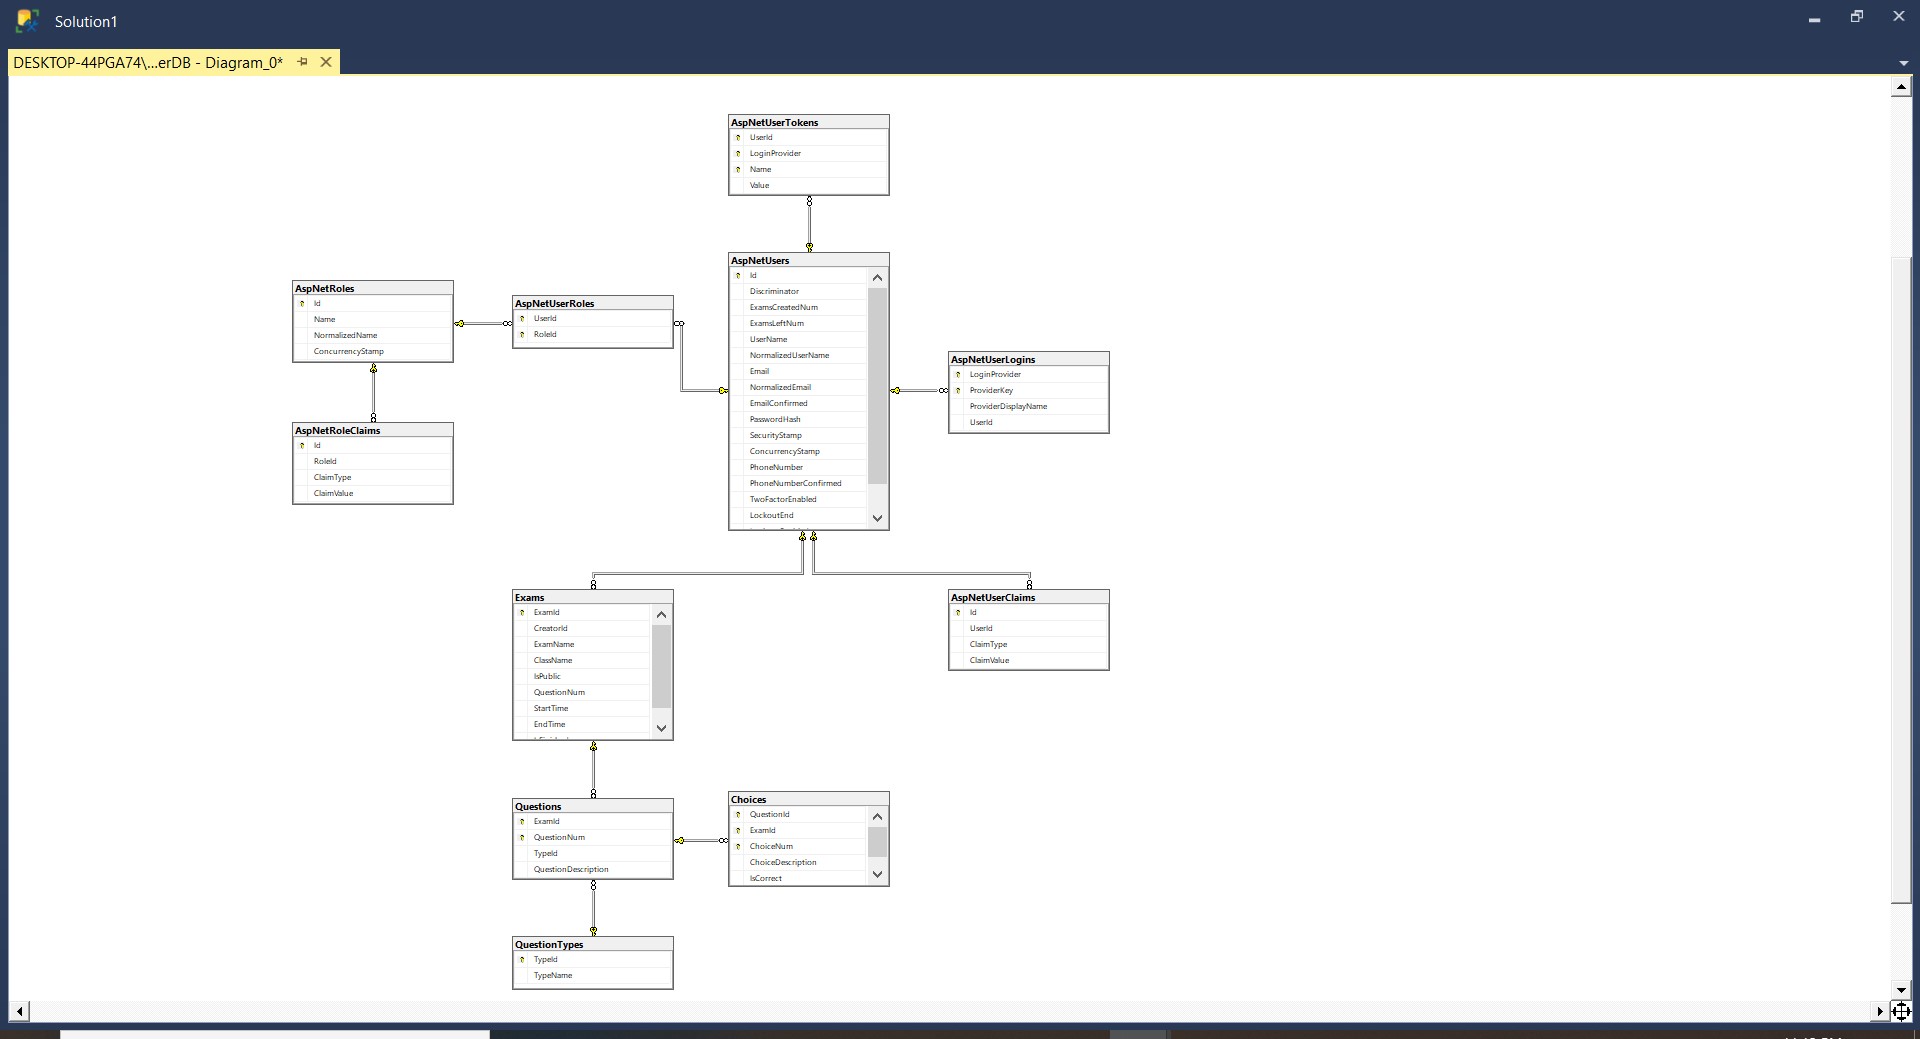 Solution1
DESKTOP-44PGA74\...erDB - Diagram_0*
AspNetUserTokens
UserId
LoginProvider
Name
Value
AspNetUsers
Id
Discriminator
ExamsCreatedNum
ExamsLeftNum
UserName
NormalizedUserName
Email
NormalizedEmail
EmailConfirmed
PasswordHash
SecurityStamp
ConcurrencyStamp
PhoneNumber
PhoneNumberConfirmed
TwoFactorEnabled
LockoutEnd
AspNetRoles
Id
Name
NormalizedName
ConcurrencyStamp
AspNetUserRoles
UserId
RoleId
AspNetUserLogins
LoginProvider
ProviderKey
ProviderDisplayName
UserId
AspNetRoleClaims
Id
RoleId
ClaimType
ClaimValue
Exams
ExamId
CreatorId
ExamName
ClassName
IsPublic
QuestionNum
StartTime
EndTime
AspNetUserClaims
Id
UserId
ClaimType
ClaimValue
Questions
ExamId
QuestionNum
TypeId
QuestionDescription
Choices
QuestionId
ExamId
ChoiceNum
ChoiceDescription
IsCorrect
QuestionTypes
TypeId
TypeName